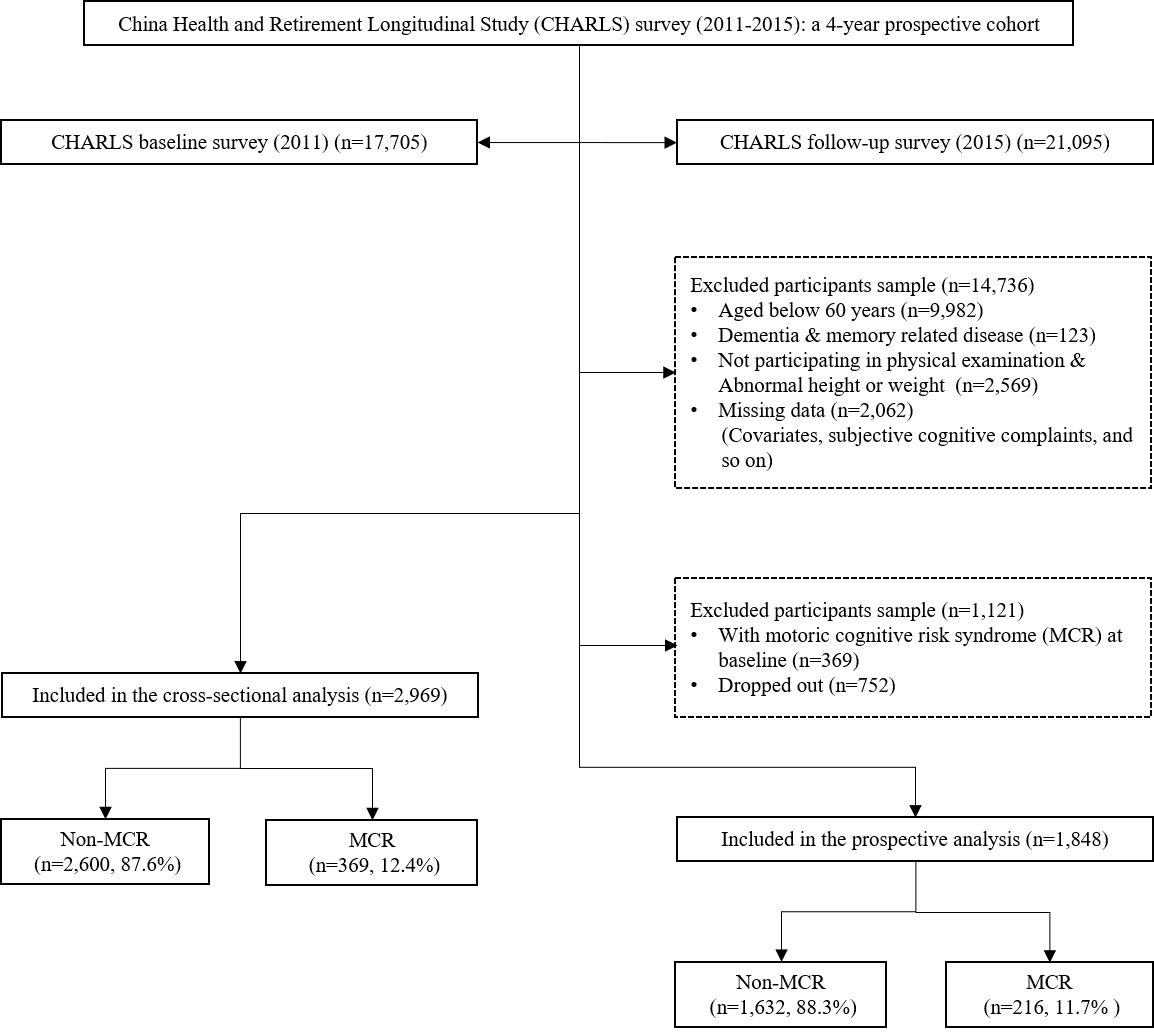 China Health and Retirement Longitudinal Study (CHARLS) survey (2011-2015): a 4-year prospective cohort
CHARLS baseline survey (2011) (n=17,705)
CHARLS follow-up survey (2015) (n=21,095)
Excluded participants sample (n=14,736)
• Aged below 60 years (n=9,982)
• Dementia & memory related disease (n=123)
• Not participating in physical examination &
Abnormal height or weight (n=2,569)
• Missing data (n=2,062)
(Covariates, subjective cognitive complaints, and
so on)
Excluded participants sample (n=1,121)
• With motoric cognitive risk syndrome (MCR) at
baseline (n=369)
• Dropped out (n=752)
Included in the cross-sectional analysis (n=2,969)
Non-MCR
(n=2,600, 87.6%)
MCR
(n=369, 12.4%)
Included in the prospective analysis (n=1,848)
Non-MCR
(n=1,632, 88.3%)
MCR
(n=216, 11.7% )